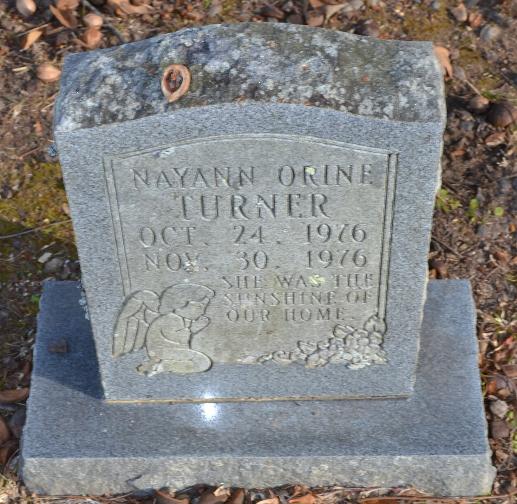 NAYANN ORINE
TURNER
OCT. 24. 1976
NOV. 30. 1976
SHE WAS THE
SUNSHINE OF
OUR HOME.